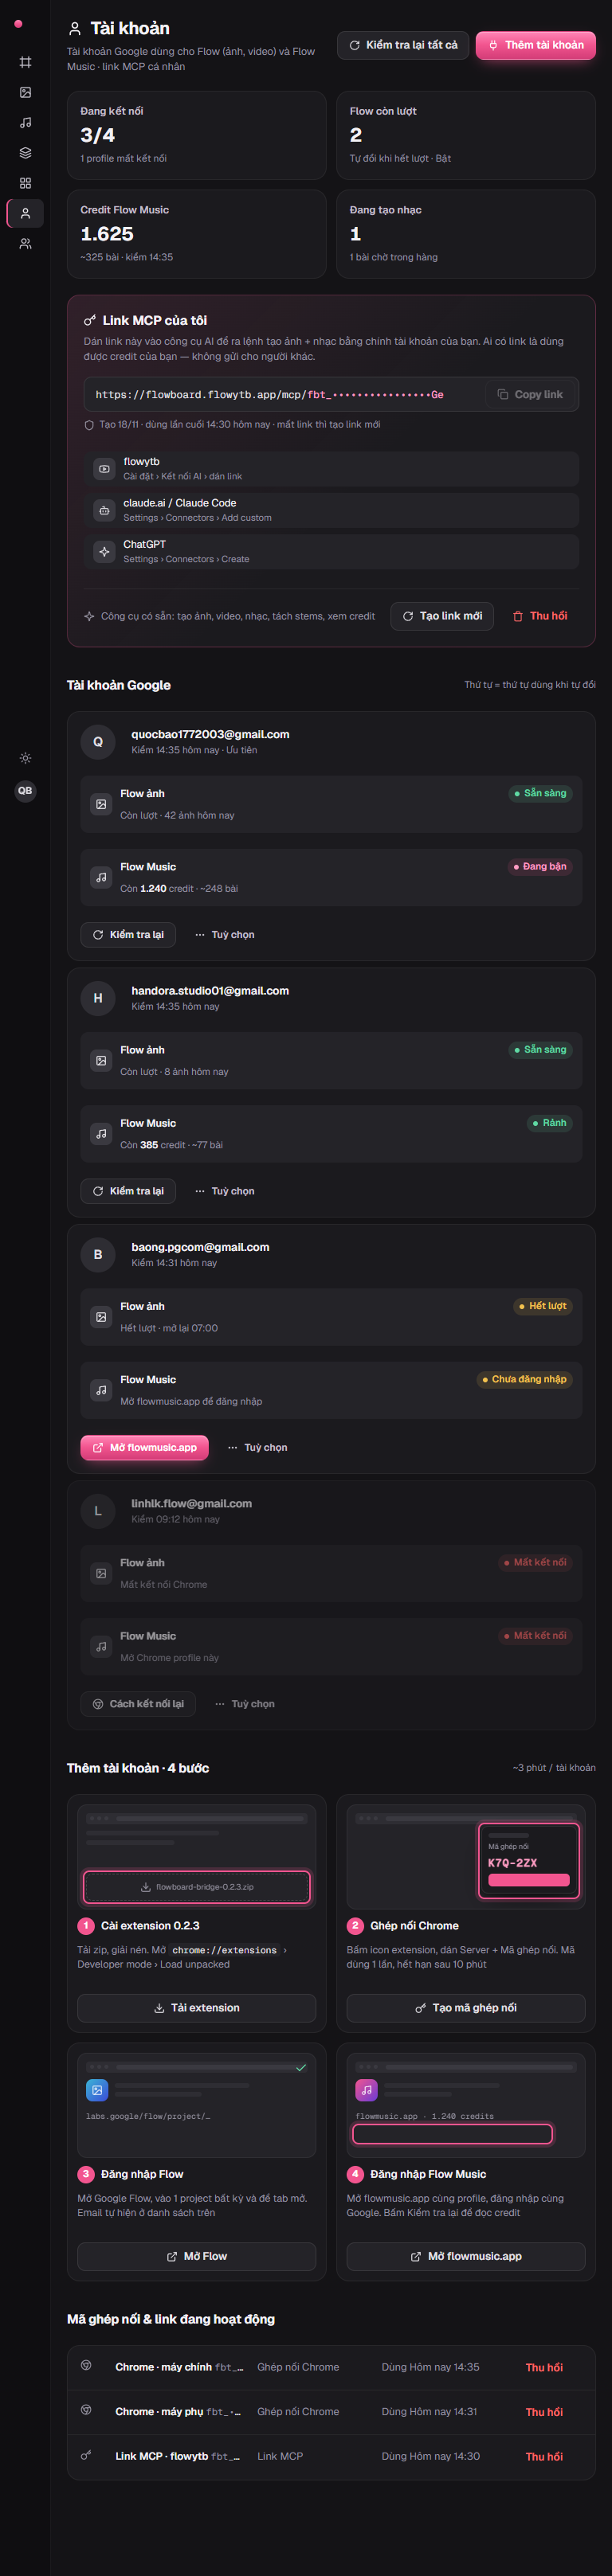 Tài khoản
Tài khoản Google dùng cho Flow (ảnh, video) và Flow
Music · link MCP cá nhân
Kiểm tra lại tất cả
Thêm tài khoản
Đang kết nối
3/4
1 profile mất kết nối
Flow còn lượt
2
Tự đổi khi hết lượt · Bật
Credit Flow Music
1.625
~325 bài · kiểm 14:35
Đang tạo nhạc
1
1 bài chờ trong hàng
Link MCP của tôi
Dán link này vào công cụ AI để ra lệnh tạo ảnh + nhạc bằng chính tài khoản của bạn. Ai có link là dùng
được credit của bạn — không gửi cho người khác.
https://flowboard.flowytb.app/mcp/fbt_••••••••••••••••Ge
Copy link
Tạo 18/11 · dùng lần cuối 14:30 hôm nay · mất link thì tạo link mới
flowytb
Cài đặt › Kết nối AI › dán link
claude.ai / Claude Code
Settings › Connectors › Add custom
ChatGPT
Settings › Connectors › Create
Công cụ có sẵn: tạo ảnh, video, nhạc, tách stems, xem credit
Tạo link mới
Thu hồi
Tài khoản Google
Thứ tự = thứ tự dùng khi tự đổi
Q
quocbao1772003@gmail.com
Kiểm 14:35 hôm nay · Ưu tiên
Flow ảnh
Sẵn sàng
Còn lượt · 42 ảnh hôm nay
QB
Flow Music
Đang bận
Còn 1.240 credit · ~248 bài
Kiểm tra lại
Tuỳ chọn
H
handora.studio01@gmail.com
Kiểm 14:35 hôm nay
Flow ảnh
Sẵn sàng
Còn lượt · 8 ảnh hôm nay
Flow Music
Rảnh
Còn 385 credit · ~77 bài
Kiểm tra lại
Tuỳ chọn
B
baong.pgcom@gmail.com
Kiểm 14:31 hôm nay
Flow ảnh
Hết lượt
Hết lượt · mở lại 07:00
Flow Music
Chưa đăng nhập
Mở flowmusic.app để đăng nhập
Mở flowmusic.app
Tuỳ chọn
L
linhlk.flow@gmail.com
Kiểm 09:12 hôm nay
Flow ảnh
Mất kết nối
Mất kết nối Chrome
Flow Music
Mất kết nối
Mở Chrome profile này
Cách kết nối lại
Tuỳ chọn
Thêm tài khoản · 4 bước
~3 phút / tài khoản
flowboard-bridge-0.2.3.zip
1 Cài extension 0.2.3
Tải zip, giải nén. Mở chrome://extensions ›
Developer mode › Load unpacked
Tải extension
Mã ghép nối
K7Q-2ZX
2 Ghép nối Chrome
Bấm icon extension, dán Server + Mã ghép nối. Mã
dùng 1 lần, hết hạn sau 10 phút
Tạo mã ghép nối
labs.google/flow/project/…
3 Đăng nhập Flow
Mở Google Flow, vào 1 project bất kỳ và để tab mở.
Email tự hiện ở danh sách trên
Mở Flow
flowmusic.app · 1.240 credits
4 Đăng nhập Flow Music
Mở flowmusic.app cùng profile, đăng nhập cùng
Google. Bấm Kiểm tra lại để đọc credit
Mở flowmusic.app
Mã ghép nối & link đang hoạt động
Chrome · máy chính fbt_…
Ghép nối Chrome
Dùng Hôm nay 14:35
Thu hồi
Chrome · máy phụ fbt_·…
Ghép nối Chrome
Dùng Hôm nay 14:31
Thu hồi
Link MCP · flowytb fbt_…
Link MCP
Dùng Hôm nay 14:30
Thu hồi